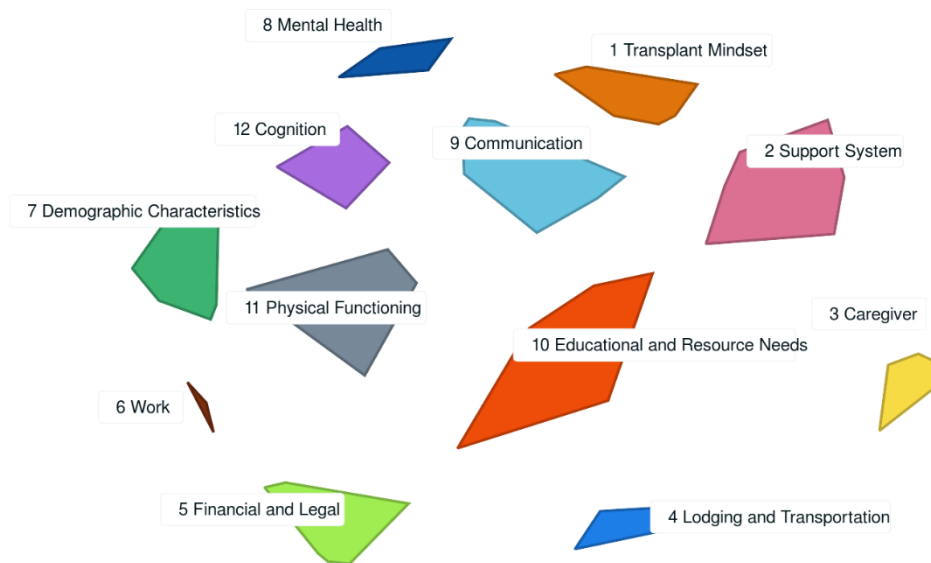 8 Mental Health
1 Transplant Mindset
12 Cognition
9 Communication
2 Support System
7 Demographic Characteristics
11 Physical Functioning
3 Caregiver
10 Educational and Resource Needs
6 Work
5 Financial and Legal
4 Lodging and Transportation